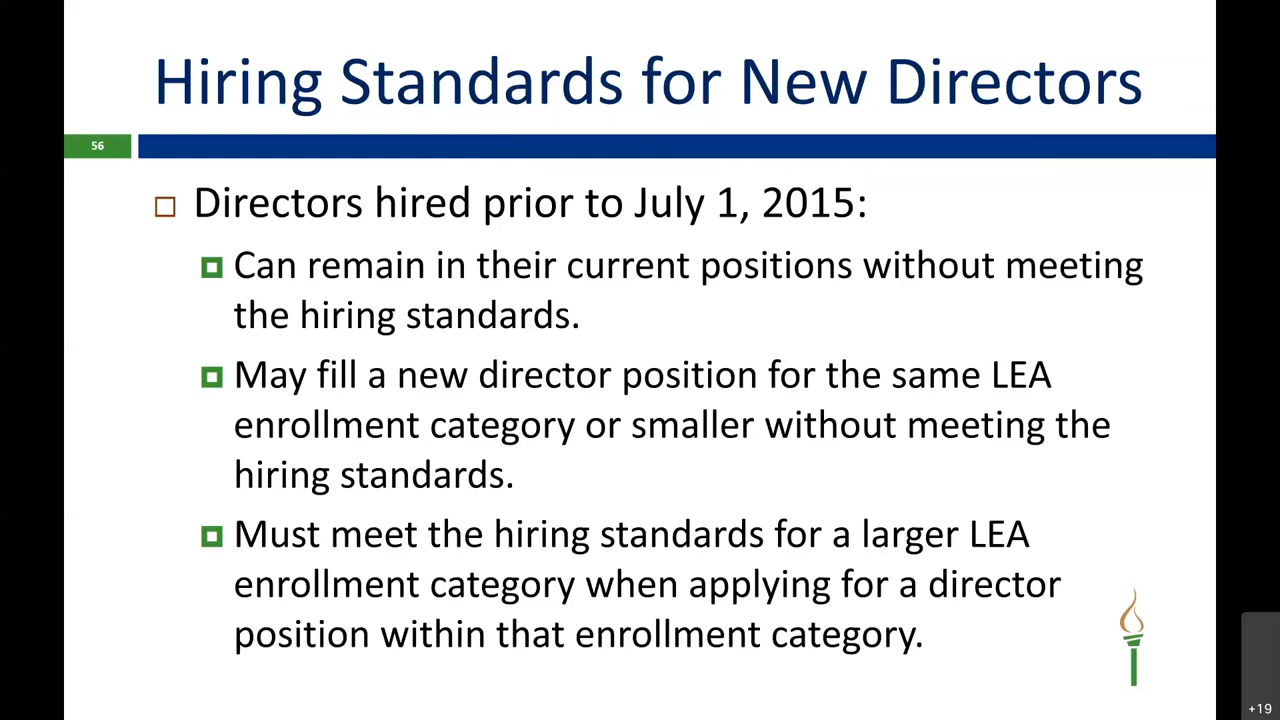 Hiring Standards for New Directors
56
Directors hired prior to July 1, 2015:
Can remain in their current positions without meeting
the hiring standards.
May fill a new director position for the same LEA
enrollment category or smaller without meeting the
hiring standards.
Must meet the hiring standards for a larger LEA
enrollment category when applying for a director
position within that enrollment category.
+19